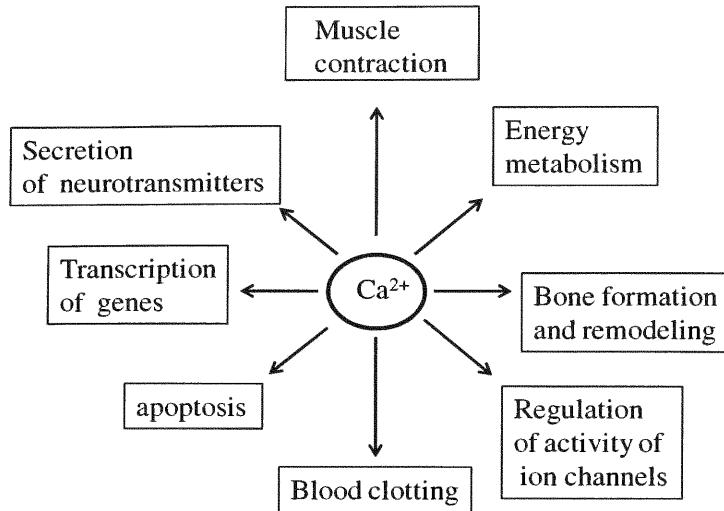 Muscle
contraction
Energy
metabolism
Secretion
of neurotransmitters
Transcription
of genes
Ca²⁺
Bone formation
and remodeling
apoptosis
Regulation
of activity of
ion channels
Blood clotting